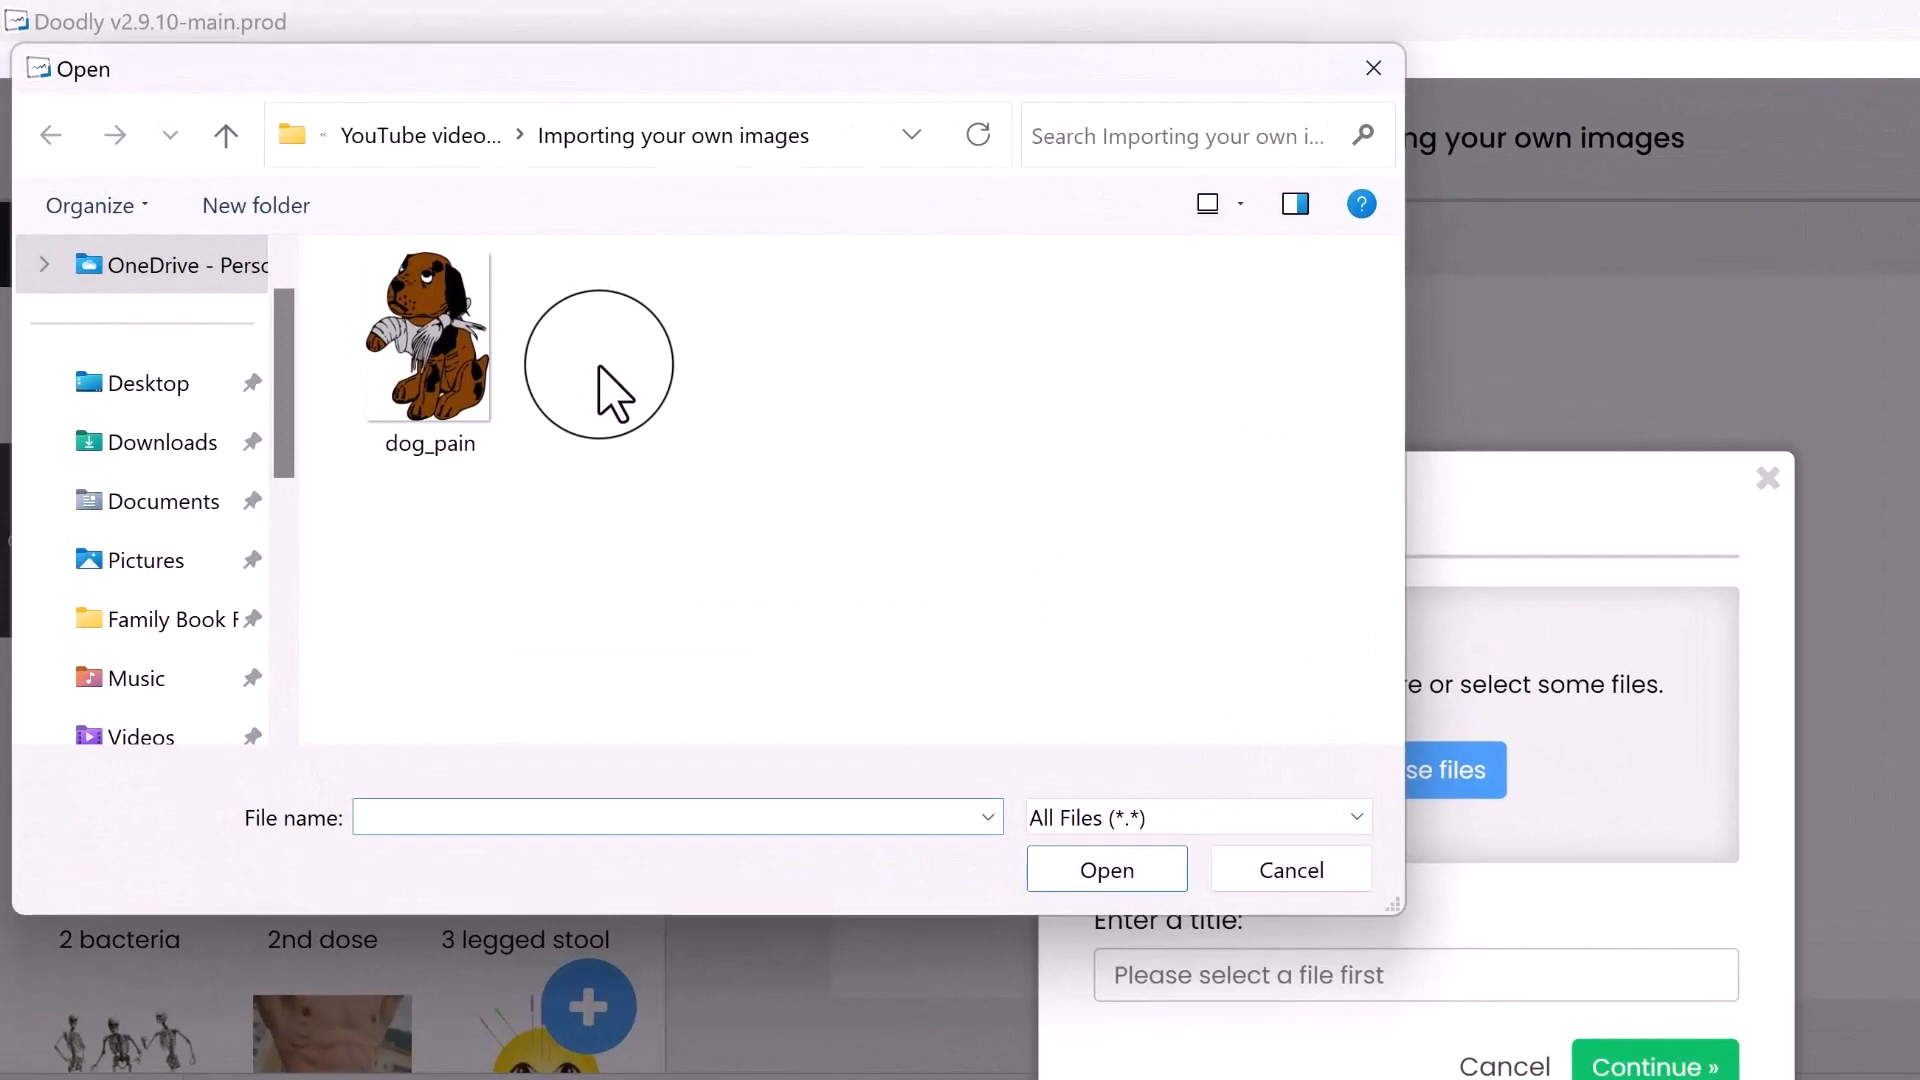 Doodly v2.9.10-main.prod
Open
« YouTube video... › Importing your own images
Search Importing your own i...
ng your own images
Organize
New folder
?
OneDrive - Perso
Desktop
Downloads
Documents
Pictures
Family Book F
Music
Videos
dog_pain
e or select some files.
se files
File name:
All Files (*.*)
Open
Cancel
Enter a title:
Please select a file first
Cancel
Continue »
2 bacteria
2nd dose
3 legged stool